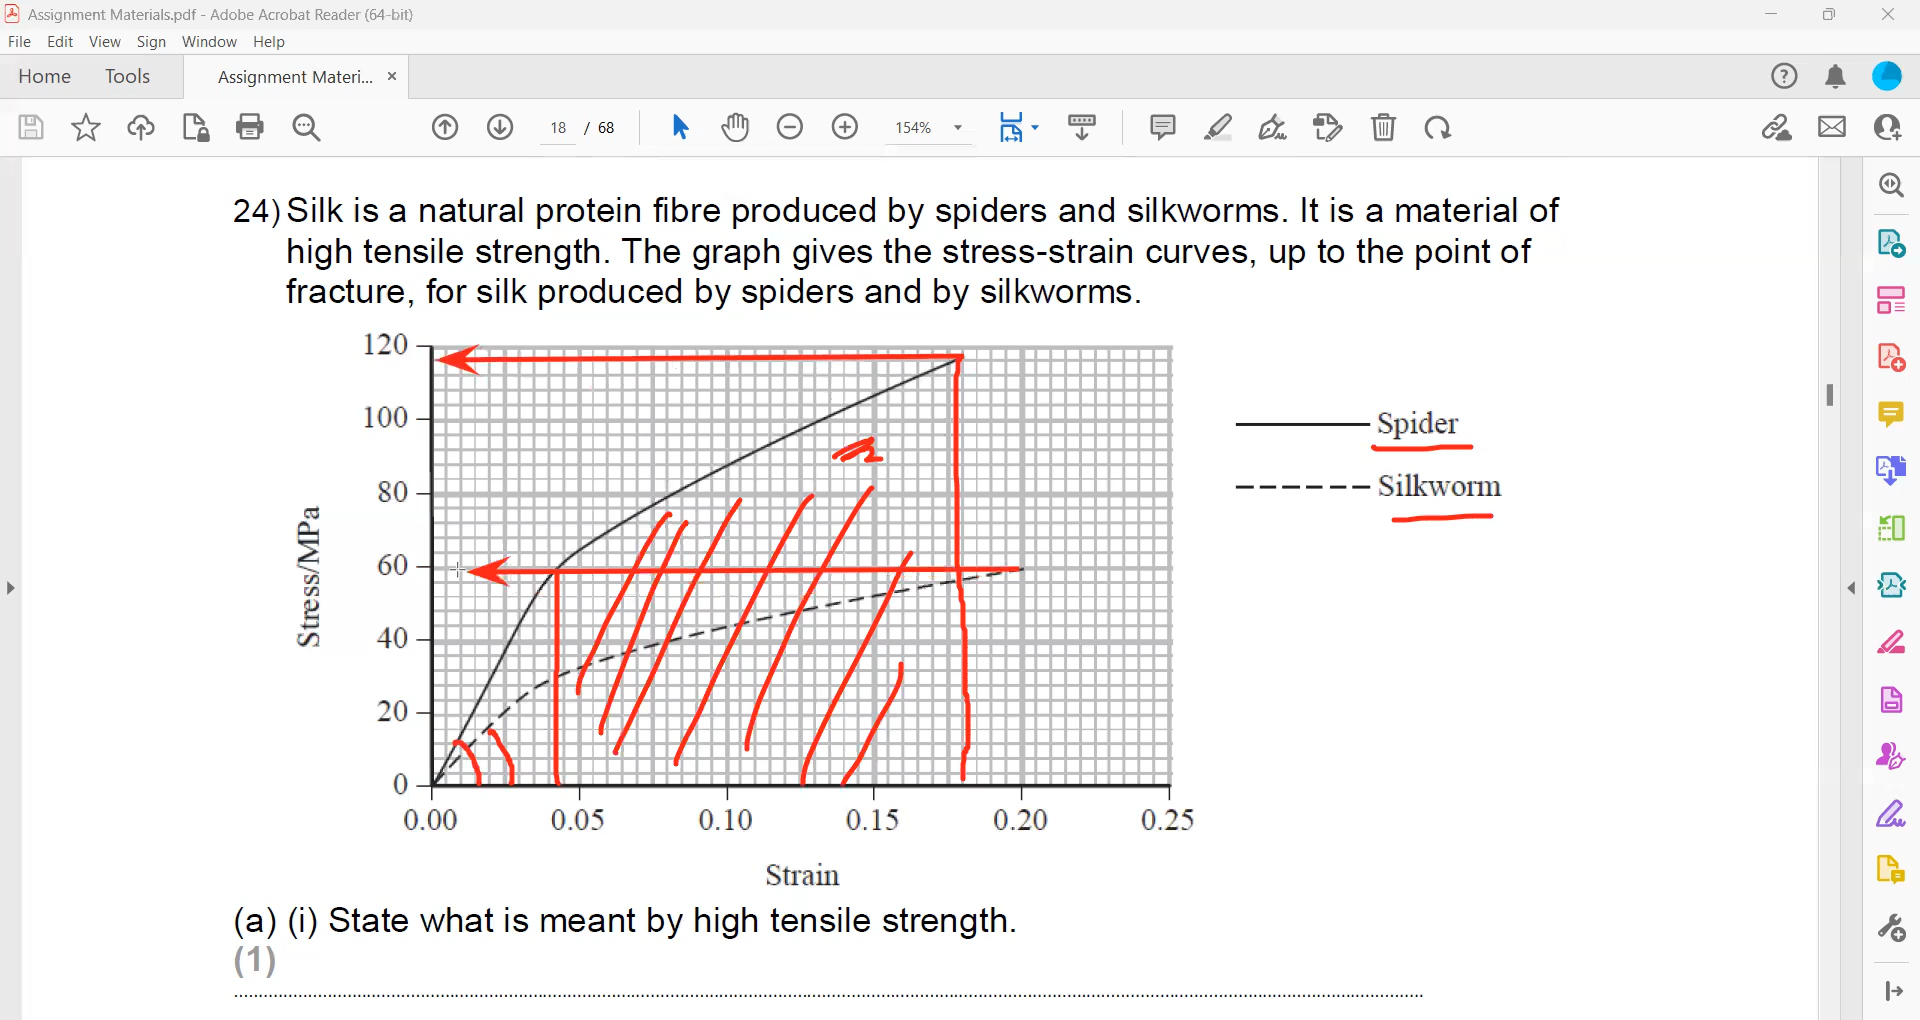 Assignment Materials.pdf - Adobe Acrobat Reader (64-bit)
File Edit View Sign Window Help
Home Tools Assignment Materi... ×
18 / 68 154%
24) Silk is a natural protein fibre produced by spiders and silkworms. It is a material of
high tensile strength. The graph gives the stress-strain curves, up to the point of
fracture, for silk produced by spiders and by silkworms.
120
100
80
60
40
20
0
Stress/MPa
0.00 0.05 0.10 0.15 0.20 0.25
Strain
Spider
Silkworm
(a) (i) State what is meant by high tensile strength.
(1)